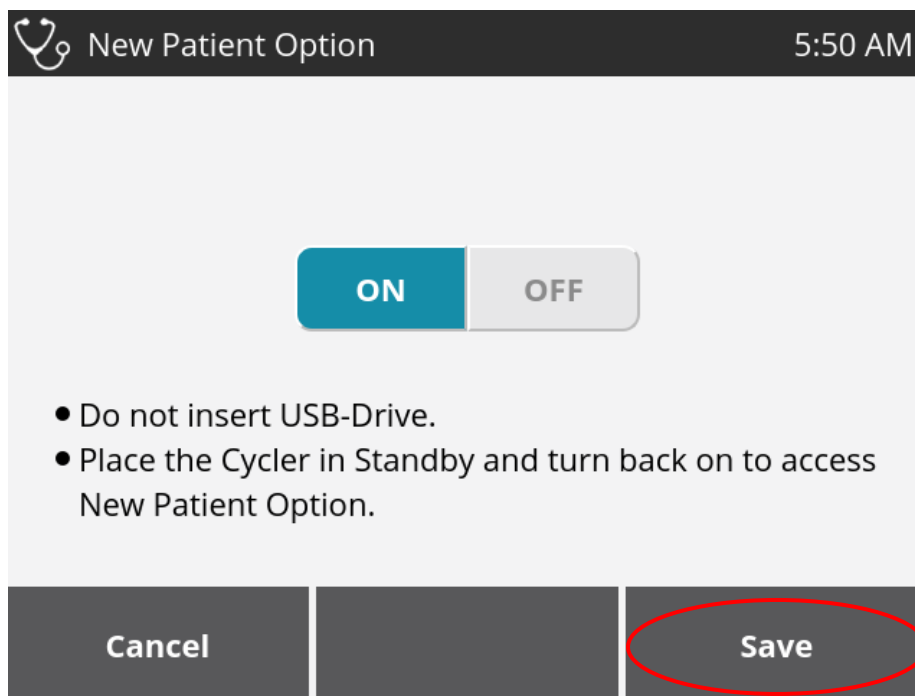 New Patient Option 5:50 AM
ON OFF
● Do not insert USB-Drive.
● Place the Cycler in Standby and turn back on to access
New Patient Option.
Cancel Save